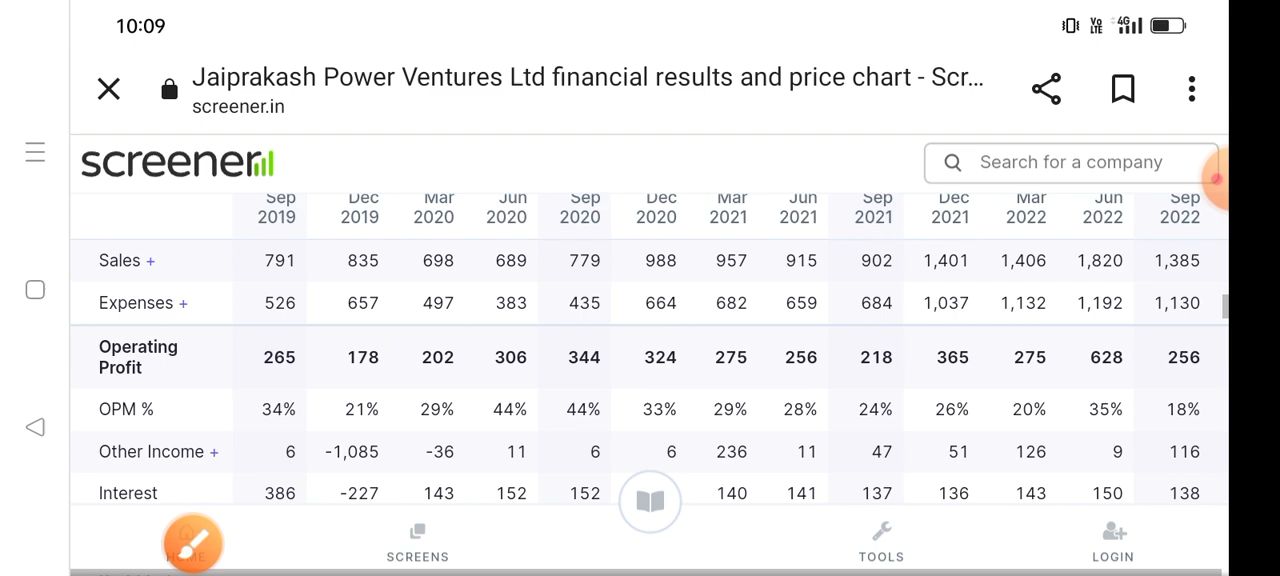 10:09
Vo LTE 4G
Jaiprakash Power Ventures Ltd financial results and price chart - Scr...
screener.in
screener
Search for a company
Sep 2019 Dec 2019 Mar 2020 Jun 2020 Sep 2020 Dec 2020 Mar 2021 Jun 2021 Sep 2021 Dec 2021 Mar 2022 Jun 2022 Sep 2022
Sales + 791 835 698 689 779 988 957 915 902 1,401 1,406 1,820 1,385
Expenses + 526 657 497 383 435 664 682 659 684 1,037 1,132 1,192 1,130
Operating Profit 265 178 202 306 344 324 275 256 218 365 275 628 256
OPM % 34% 21% 29% 44% 44% 33% 29% 28% 24% 26% 20% 35% 18%
Other Income + 6 -1,085 -36 11 6 6 236 11 47 51 126 9 116
Interest 386 -227 143 152 152 140 141 137 136 143 150 138
HOME SCREENS TOOLS LOGIN